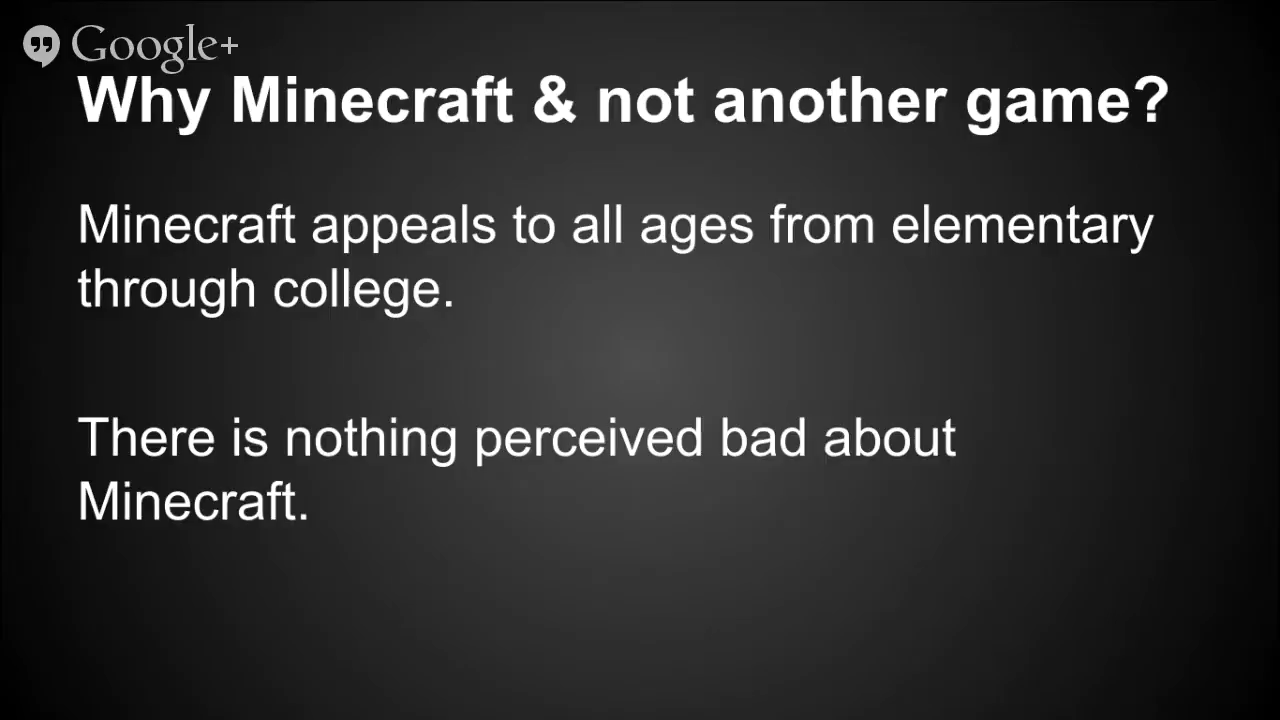 Google+
Why Minecraft & not another game?
Minecraft appeals to all ages from elementary
through college.
There is nothing perceived bad about
Minecraft.